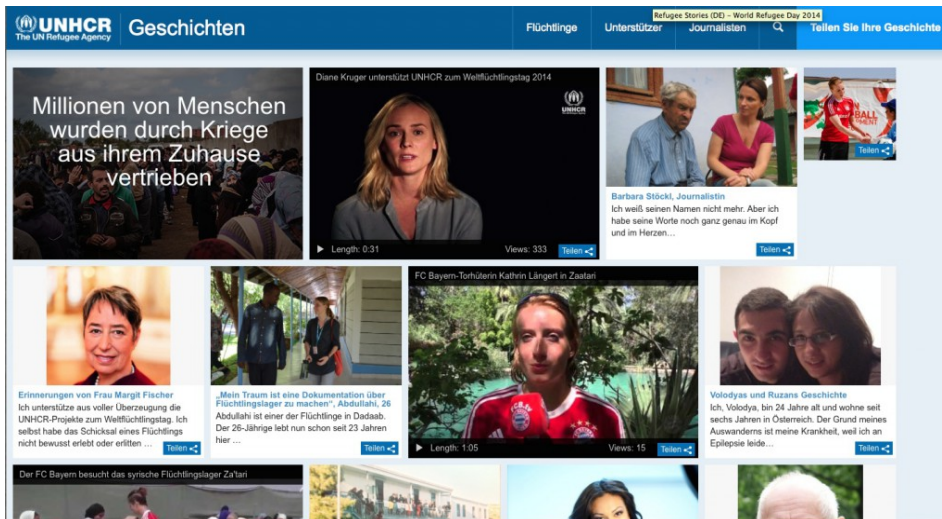 UNHCR
The UN Refugee Agency
Geschichten
Flüchtlinge
Unterstützer
Journalisten
Refugee Stories (DE) - World Refugee Day 2014
Teilen Sie Ihre Geschichte
Millionen von Menschen
wurden durch Kriege
aus ihrem Zuhause
vertrieben
Diane Kruger unterstützt UNHCR zum Weltflüchtlingstag 2014
UNHCR
Length: 0:31
Views: 333
Teilen
Barbara Stöckl, Journalistin
Ich weiß seinen Namen nicht mehr. Aber ich
habe seine Worte noch ganz genau im Kopf
und im Herzen…
Teilen
BALL
Teilen
Erinnerungen von Frau Margit Fischer
Ich unterstütze aus voller Überzeugung die
UNHCR-Projekte zum Weltflüchtlingstag. Ich
selbst habe das Schicksal eines Flüchtlings
nicht bewusst erlebt oder erlitten …
Teilen
„Mein Traum ist eine Dokumentation über
Flüchtlingslager zu machen“, Abdullahi, 26
Abdullahi ist einer der Flüchtlinge in Dadaab.
Der 26-Jährige lebt nun schon seit 23 Jahren
hier …
Teilen
FC Bayern-Torhüterin Kathrin Längert in Zaatari
Length: 1:05
Views: 15
Teilen
Volodyas und Ruzans Geschichte
Ich, Volodya, bin 24 Jahre alt und wohne seit
sechs Jahren in Österreich. Der Grund meines
Auswanderns ist meine Krankheit, weil ich an
Epilepsie leide…
Teilen
Der FC Bayern besucht das syrische Flüchtlingslager Za'tari